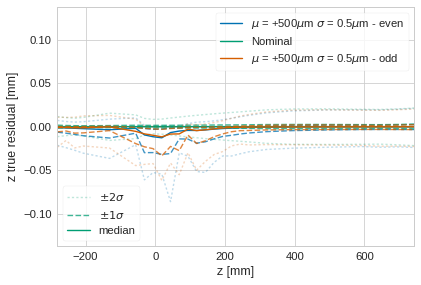 0.10
0.05
0.00
−0.05
−0.10
z true residual [mm]
μ = +500μm σ = 0.5μm - even
Nominal
μ = +500μm σ = 0.5μm - odd
±2σ
±1σ
median
−200
0
200
400
600
z [mm]